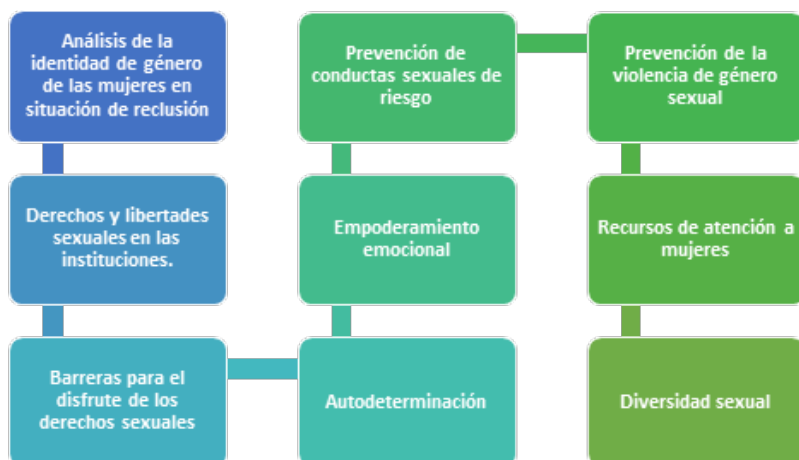 Análisis de la
identidad de género
de las mujeres en
situación de reclusión
Derechos y libertades
sexuales en las
instituciones.
Barreras para el
disfrute de los
derechos sexuales
Autodeterminación
Empoderamiento
emocional
Prevención de
conductas sexuales de
riesgo
Prevención de la
violencia de género
sexual
Recursos de atención a
mujeres
Diversidad sexual